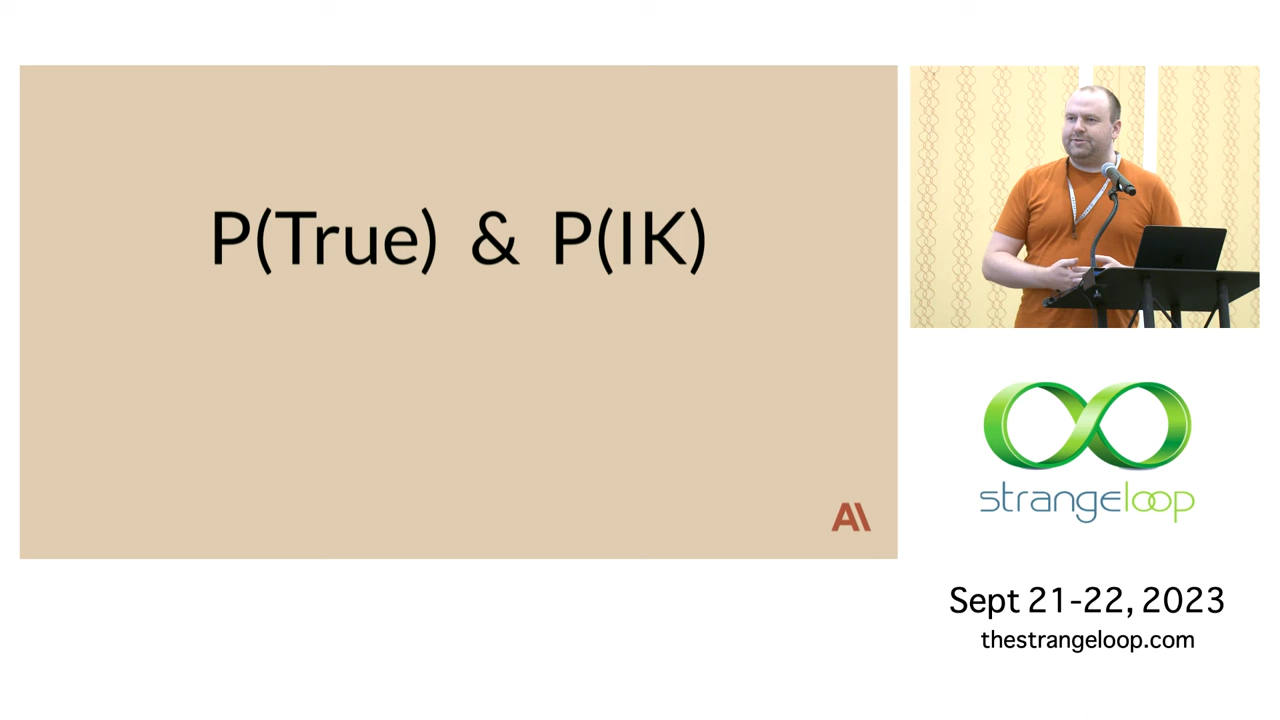 P(True) & P(IK)
AI
strangeloop
Sept 21-22, 2023
thestrangeloop.com